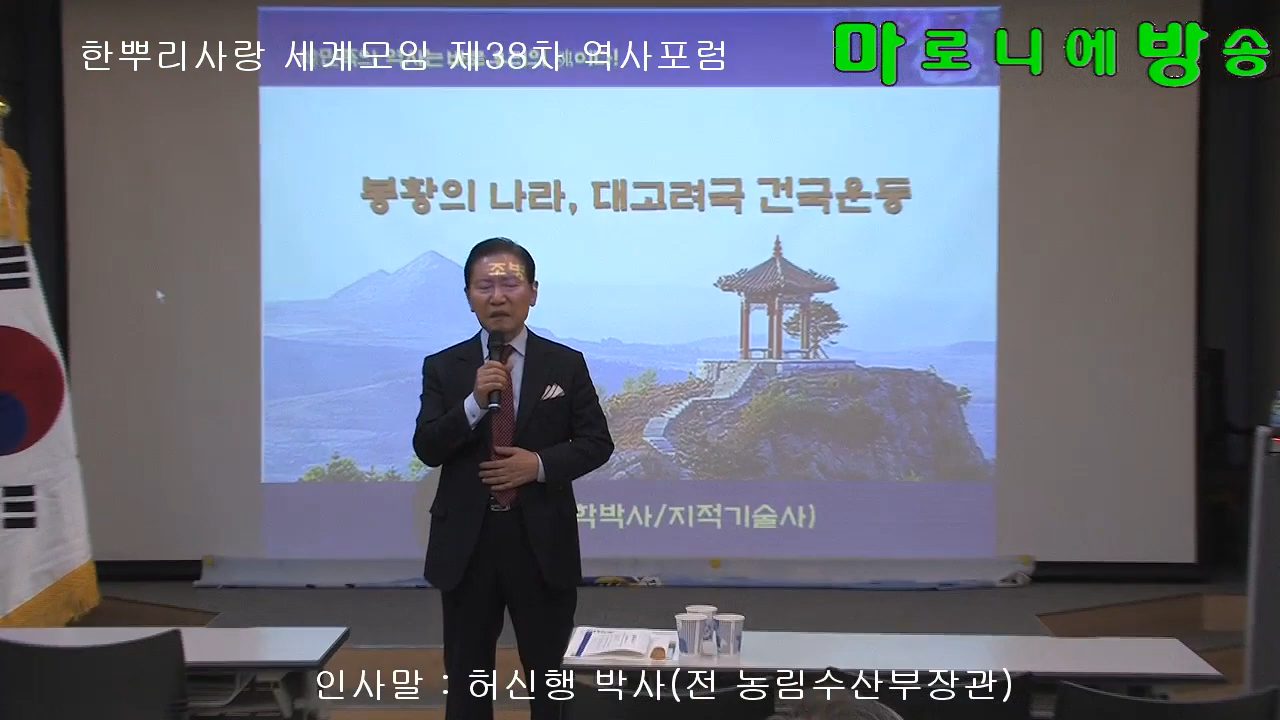 한뿌리사랑 세계모임 제38차 역사포럼
마로니에방송
봉황의 나라, 대고려국 건국운동
조
학박사/지적기술사)
인사말 : 허신행 박사(전 농림수산부장관)